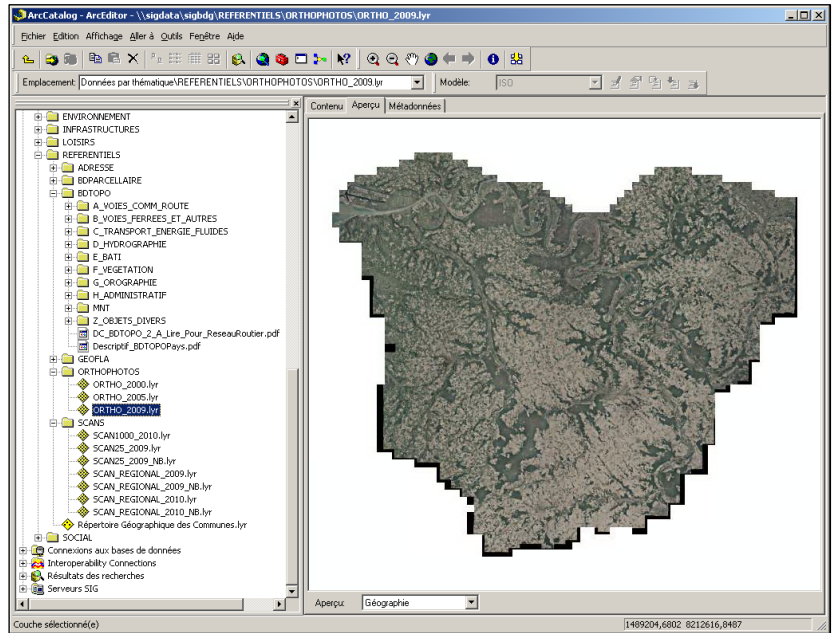 ArcCatalog - ArcEditor - \\sigdata\sigbdg\REFERENTIELS\ORTHOPHOTOS\ORTHO_2009.lyr
Fichier Edition Affichage Aller à Outils Fenêtre Aide
Emplacement: Données par thématique\REFERENTIELS\ORTHOPHOTOS\ORTHO_2009.lyr
Modèle: ISO
ENVIRONNEMENT
INFRASTRUCTURES
LOISIRS
REFERENTIELS
ADRESSE
BDPARCELLAIRE
BDTOPO
A_VOIES_COMM_ROUTE
B_VOIES_FERREES_ET_AUTRES
C_TRANSPORT_ENERGIE_FLUIDES
D_HYDROGRAPHIE
E_BATI
F_VEGETATION
G_OROGRAPHIE
H_ADMINISTRATIF
MNT
Z_OBJETS_DIVERS
DC_BDTOPO_2_A_Lire_Pour_ReseauRoutier.pdf
Descriptif_BDTOPOPays.pdf
GEOFLA
ORTHOPHOTOS
ORTHO_2000.lyr
ORTHO_2005.lyr
ORTHO_2009.lyr
SCANS
SCAN1000_2010.lyr
SCAN25_2009.lyr
SCAN25_2009_NB.lyr
SCAN_REGIONAL_2009.lyr
SCAN_REGIONAL_2009_NB.lyr
SCAN_REGIONAL_2010.lyr
SCAN_REGIONAL_2010_NB.lyr
Répertoire Géographique des Communes.lyr
SOCIAL
Connexions aux bases de données
Interoperability Connections
Résultats des recherches
Serveurs SIG
Contenu Aperçu Métadonnées
Aperçu: Géographie
Couche sélectionné(e)
1489204,6802 8212616,8487